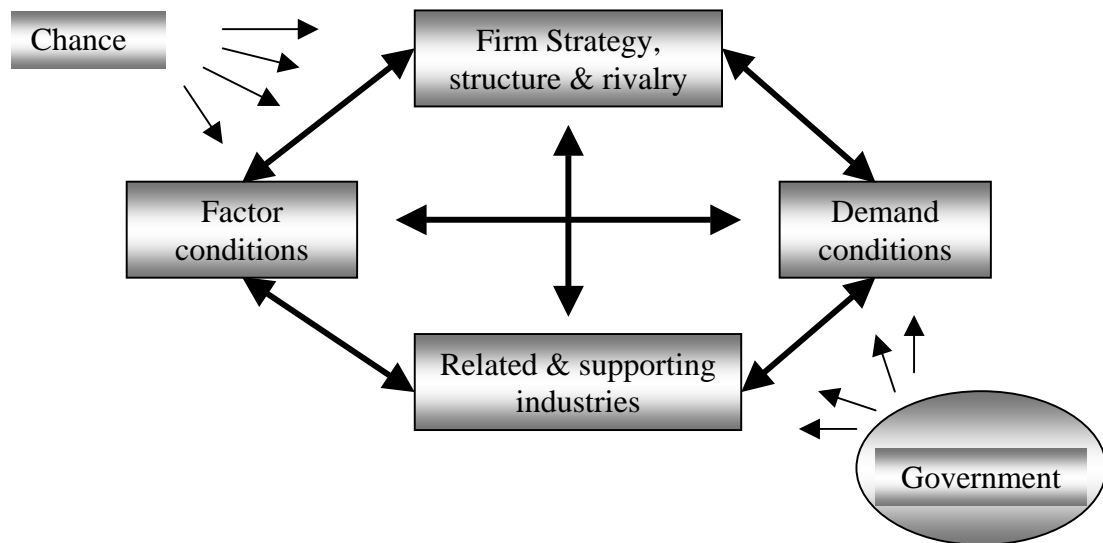 Chance
Firm Strategy,
structure & rivalry
Factor
conditions
Demand
conditions
Related & supporting
industries
Government